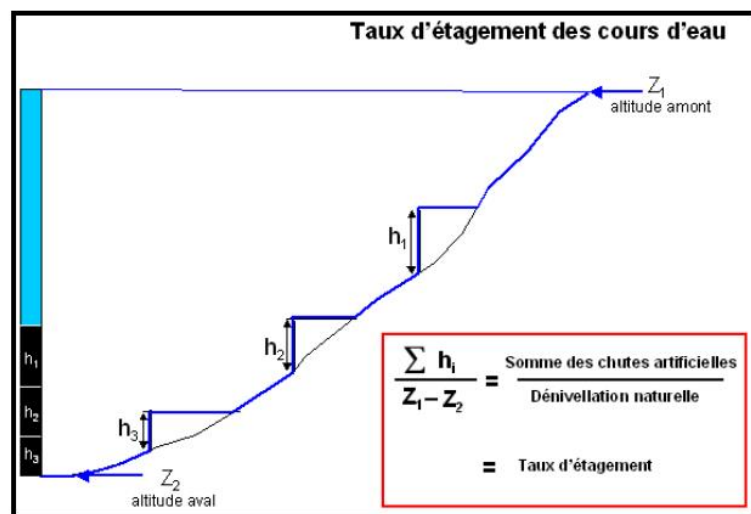 Taux d'étagement des cours d'eau
Z₁
altitude amont
h₁
h₂
h₃
h₁
h₂
h₃
Z₂
altitude aval
∑ hᵢ / Z₁ – Z₂ = Somme des chutes artificielles / Dénivellation naturelle
= Taux d'étagement